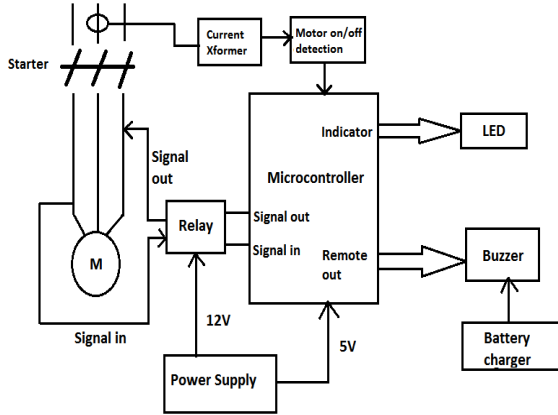 Current
Xformer
Motor on/off
detection
Starter
Indicator
LED
Signal
out
Microcontroller
Relay
Signal out
Signal in
M
Remote
out
Buzzer
12V
5V
Signal in
Battery
charger
Power Supply